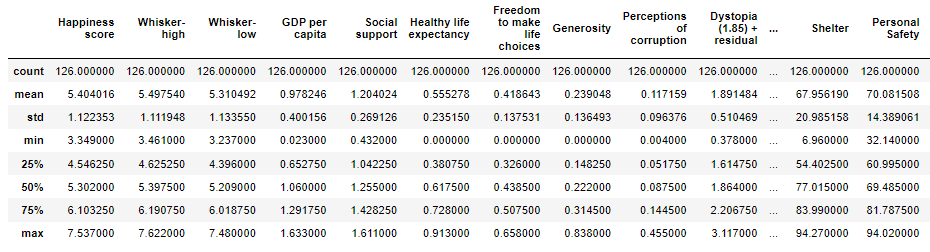 Happiness score Whisker-high Whisker-low GDP per capita Social support Healthy life expectancy Freedom to make life choices Generosity Perceptions of corruption Dystopia (1.85) + residual ... Shelter Personal Safety
count 126.000000 126.000000 126.000000 126.000000 126.000000 126.000000 126.000000 126.000000 126.000000 126.000000 ... 126.000000 126.000000
mean 5.404016 5.497540 5.310492 0.978246 1.204024 0.555278 0.418643 0.239048 0.117159 1.891484 ... 67.956190 70.081508
std 1.122353 1.111948 1.133550 0.400156 0.269126 0.235150 0.137531 0.136493 0.096376 0.510469 ... 20.985158 14.389061
min 3.349000 3.461000 3.237000 0.023000 0.432000 0.000000 0.000000 0.000000 0.004000 0.378000 ... 6.960000 32.140000
25% 4.546250 4.625250 4.396000 0.652750 1.042250 0.380750 0.326000 0.148250 0.051750 1.614750 ... 54.402500 60.995000
50% 5.302000 5.397500 5.209000 1.060000 1.255000 0.617500 0.438500 0.222000 0.087500 1.864000 ... 77.015000 69.485000
75% 6.103250 6.190750 6.018750 1.291750 1.428250 0.728000 0.507500 0.314500 0.144500 2.206750 ... 83.990000 81.787500
max 7.537000 7.622000 7.480000 1.633000 1.611000 0.913000 0.658000 0.838000 0.455000 3.117000 ... 94.270000 94.020000